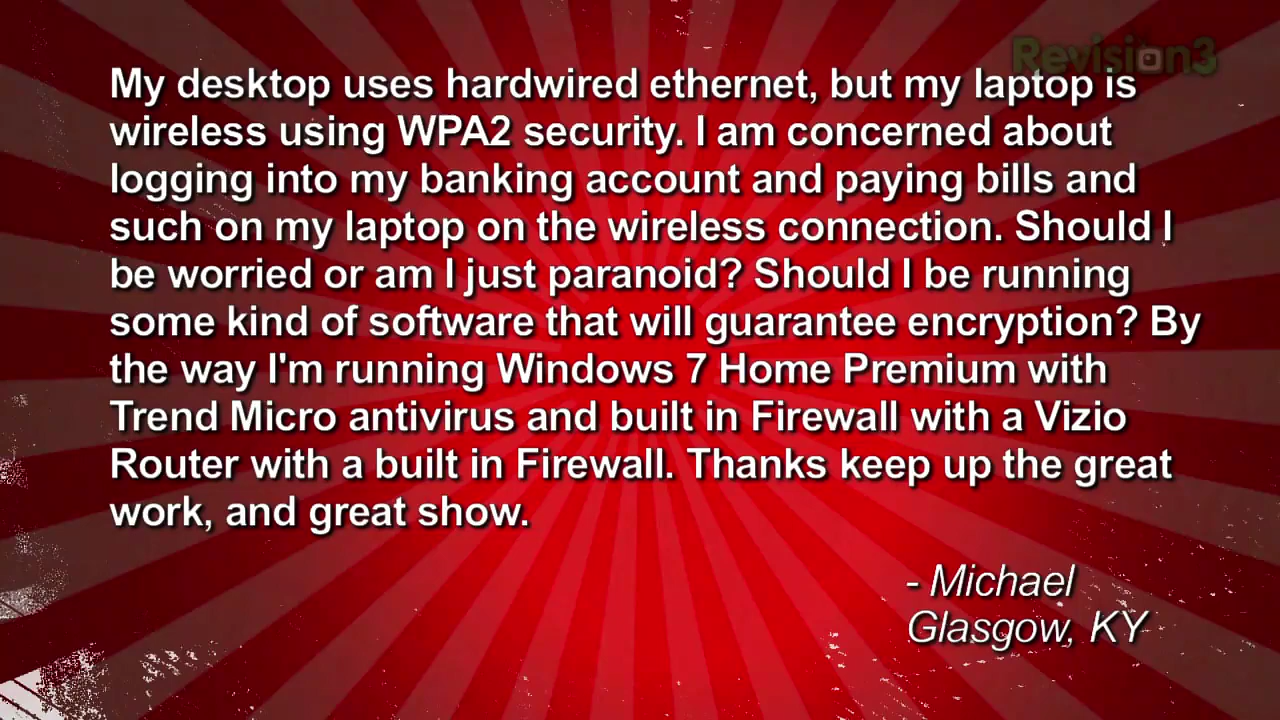 Revision3
My desktop uses hardwired ethernet, but my laptop is
wireless using WPA2 security. I am concerned about
logging into my banking account and paying bills and
such on my laptop on the wireless connection. Should I
be worried or am I just paranoid? Should I be running
some kind of software that will guarantee encryption? By
the way I'm running Windows 7 Home Premium with
Trend Micro antivirus and built in Firewall with a Vizio
Router with a built in Firewall. Thanks keep up the great
work, and great show.
- Michael
Glasgow, KY